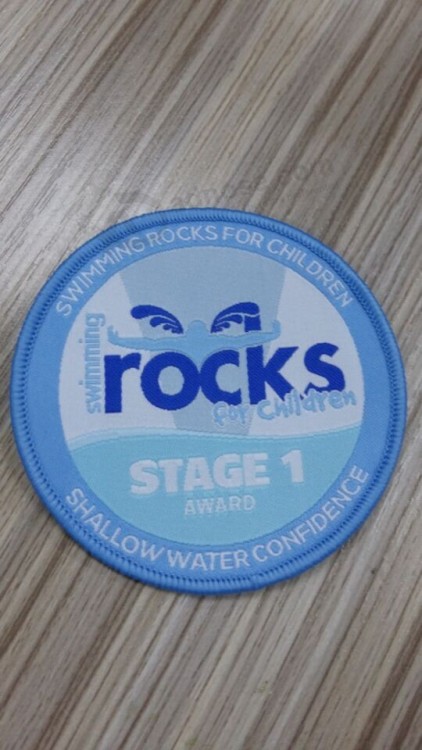 SWIMMING ROCKS FOR CHILDREN
swimming
rocks
for Children
STAGE 1
AWARD
SHALLOW WATER CONFIDENCE